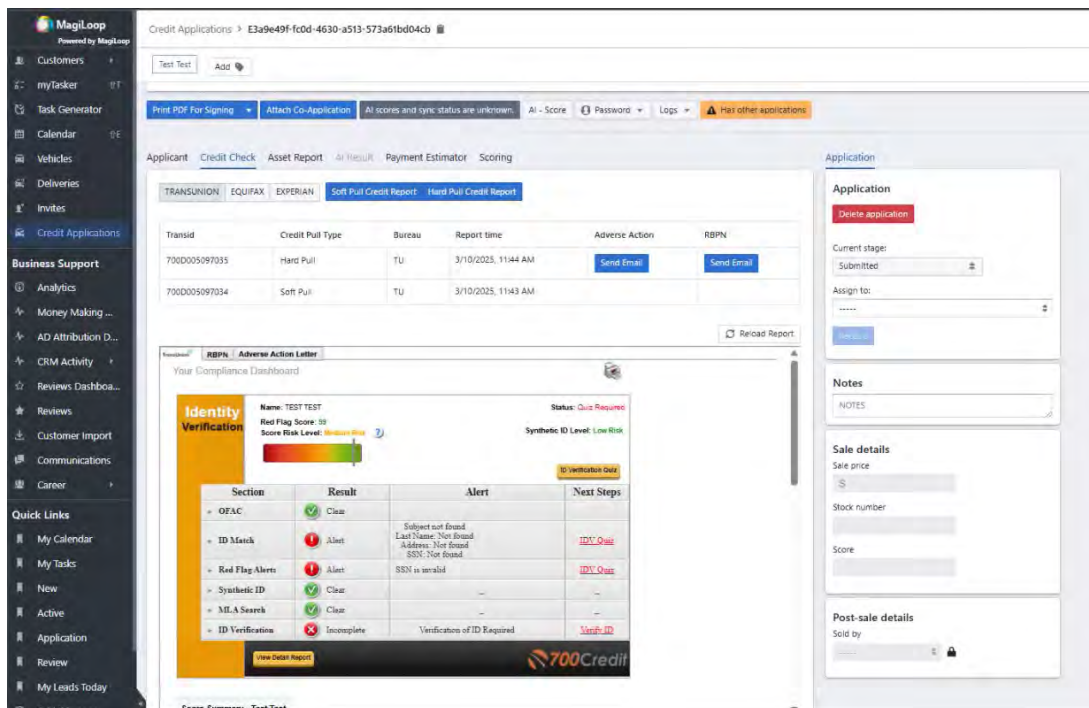 MagiLoop
Powered by MagiLoop
Customers
myTasker
Task Generator
Calendar
Vehicles
Deliveries
Invites
Credit Applications
Business Support
Analytics
Money Making ...
AD Attribution D...
CRM Activity
Reviews Dashboa...
Reviews
Customer Import
Communications
Career
Quick Links
My Calendar
My Tasks
New
Active
Application
Review
My Leads Today
Credit Applications > E3a9e49f-fc0d-4630-a513-573a61bd04cb
Test Test Add
Print PDF For Signing Attach Co-Application AI scores and sync status are unknown. AI - Score Password Logs Has other applications
Applicant Credit Check Asset Report AI Result Payment Estimator Scoring
TRANSUNION EQUIFAX EXPERIAN Soft Pull Credit Report Hard Pull Credit Report
Transid Credit Pull Type Bureau Report time Adverse Action RBPN
700D005097035 Hard Pull TU 3/10/2025, 11:44 AM Send Email Send Email
700D005097034 Soft Pull TU 3/10/2025, 11:43 AM
Reload Report
RBPN Adverse Action Letter
Your Compliance Dashboard
Identity Verification
Name: TEST TEST
Status: Quiz Required
Red Flag Score: 59
Score Risk Level: Medium Risk
Synthetic ID Level: Low Risk
ID Verification Quiz
Section Result Alert Next Steps
OFAC Clear
ID Match Alert
Subject not found
Last Name: Not found
Address: Not found
SSN: Not found
IDV Quiz
Red Flag Alerts Alert SSN is invalid IDV Quiz
Synthetic ID Clear --
MLA Search Clear -- --
ID Verification Incomplete Verification of ID Required Verify ID
View Detail Report
700Credit
Score Summary - Test Test
Application
Application
Delete application
Current stage:
Submitted
Assign to:
-----
Notes
NOTES
Sale details
Sale price
$
Stock number
Score
Post-sale details
Sold by
-----